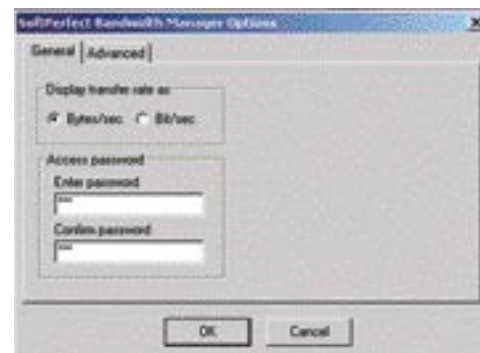 SoftPerfect Bandwidth Manager Options
General Advanced
Display transfer rate as
Bytes/sec Bit/sec
Access password
Enter password
***
Confirm password
***
OK Cancel